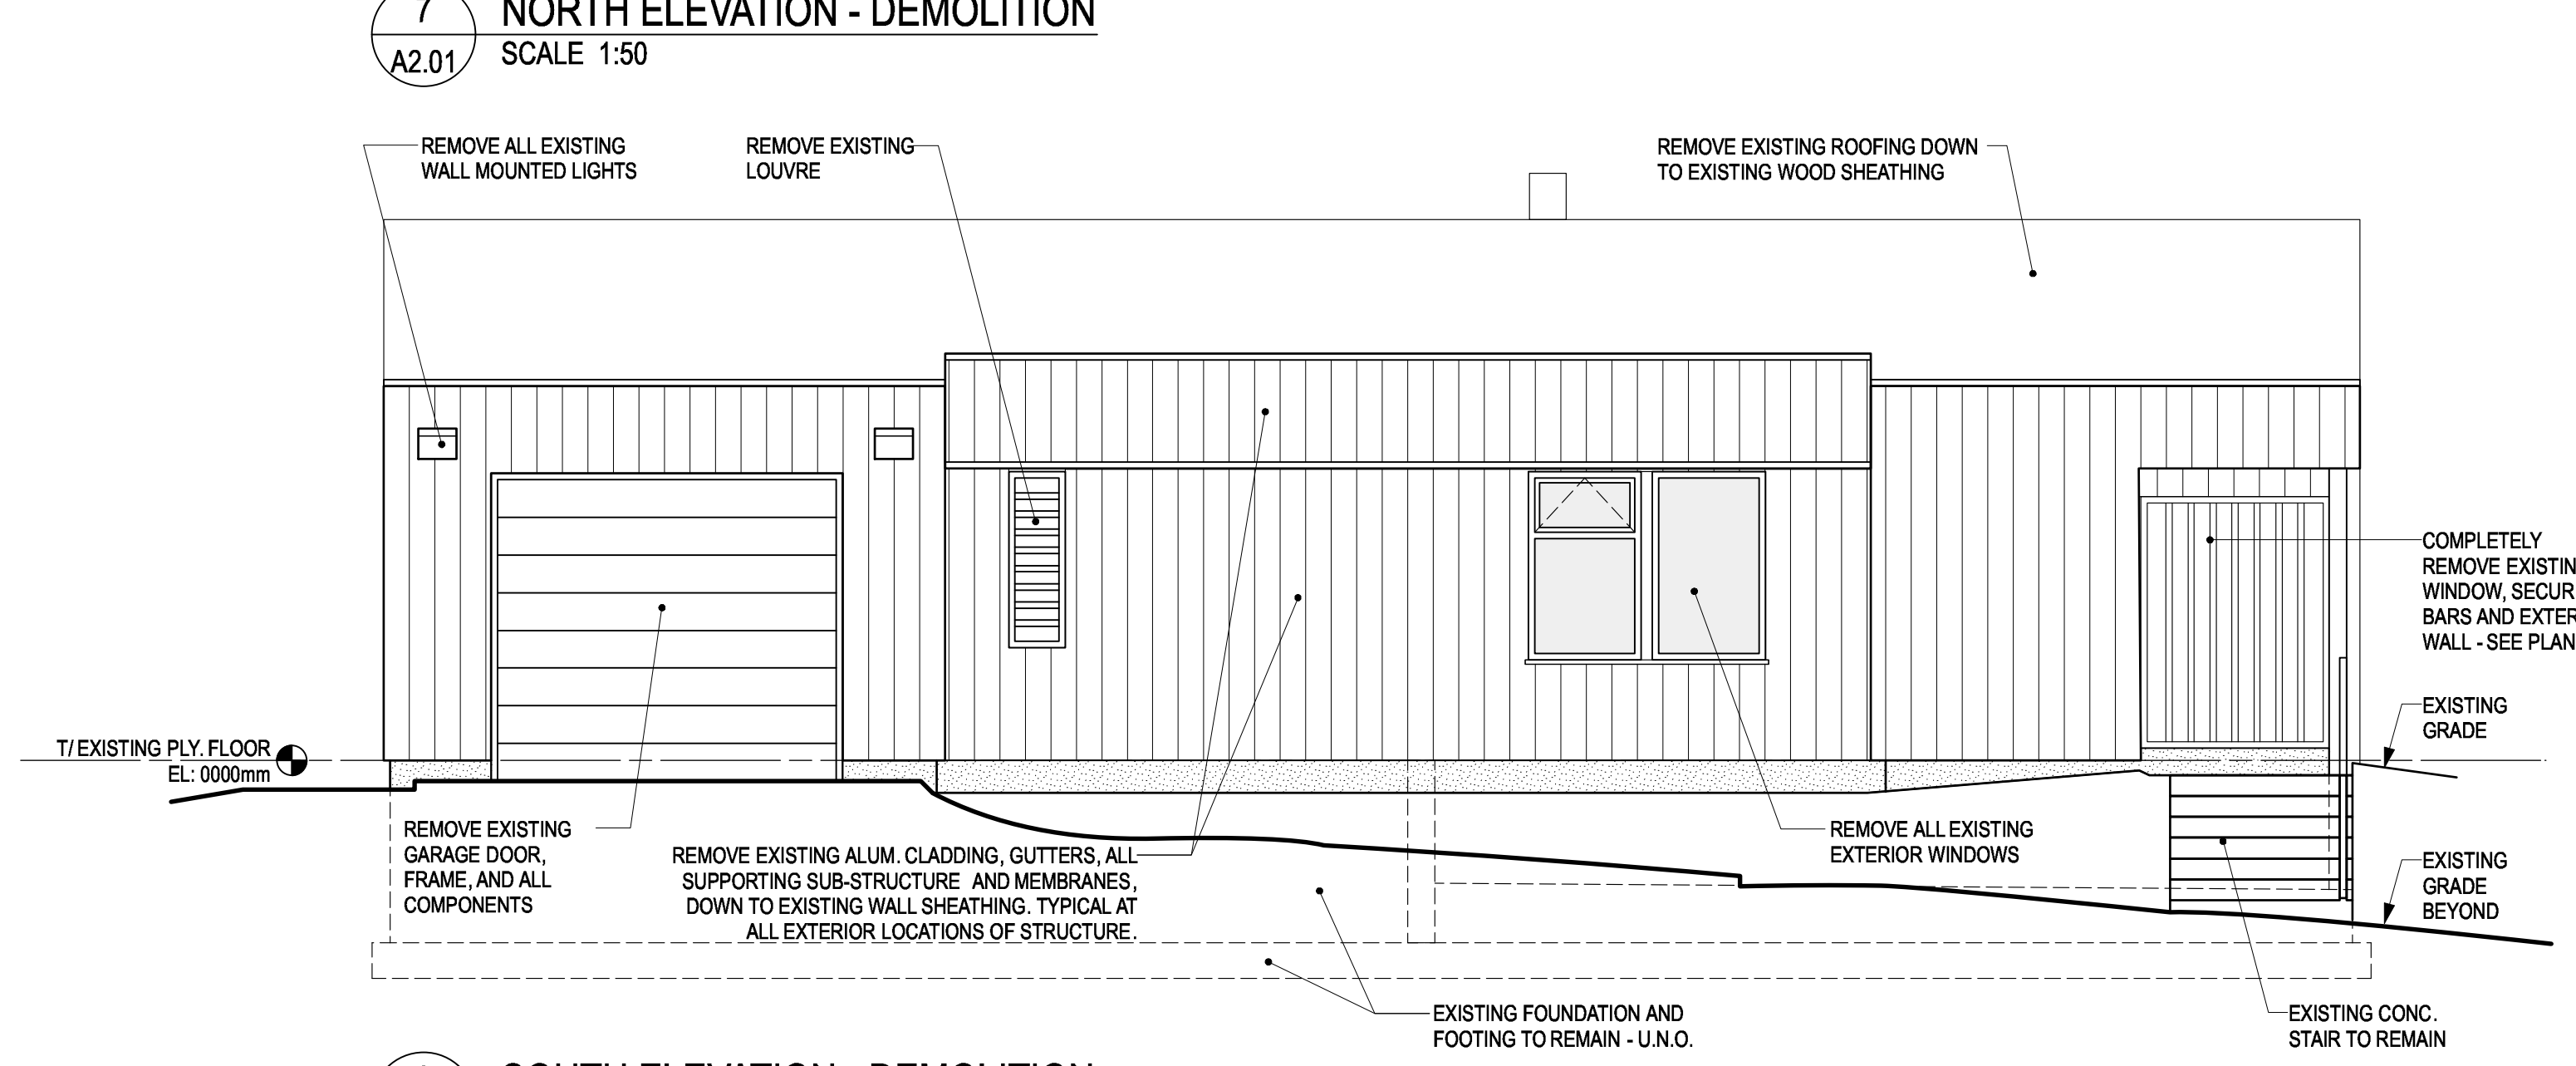 7
NORTH ELEVATION - DEMOLITION
A2.01
SCALE 1:50
REMOVE ALL EXISTING
WALL MOUNTED LIGHTS
REMOVE EXISTING
LOUVRE
REMOVE EXISTING ROOFING DOWN
TO EXISTING WOOD SHEATHING
COMPLETELY
REMOVE EXISTIN
WINDOW, SECUR
BARS AND EXTER
WALL - SEE PLAN
EXISTING
GRADE
T/ EXISTING PLY. FLOOR
EL: 0000mm
REMOVE EXISTING
GARAGE DOOR,
FRAME, AND ALL
COMPONENTS
REMOVE EXISTING ALUM. CLADDING, GUTTERS, ALL
SUPPORTING SUB-STRUCTURE AND MEMBRANES,
DOWN TO EXISTING WALL SHEATHING. TYPICAL AT
ALL EXTERIOR LOCATIONS OF STRUCTURE.
REMOVE ALL EXISTING
EXTERIOR WINDOWS
EXISTING
GRADE
BEYOND
EXISTING FOUNDATION AND
FOOTING TO REMAIN - U.N.O.
EXISTING CONC.
STAIR TO REMAIN
SOUTH ELEVATION - DEMOLITION